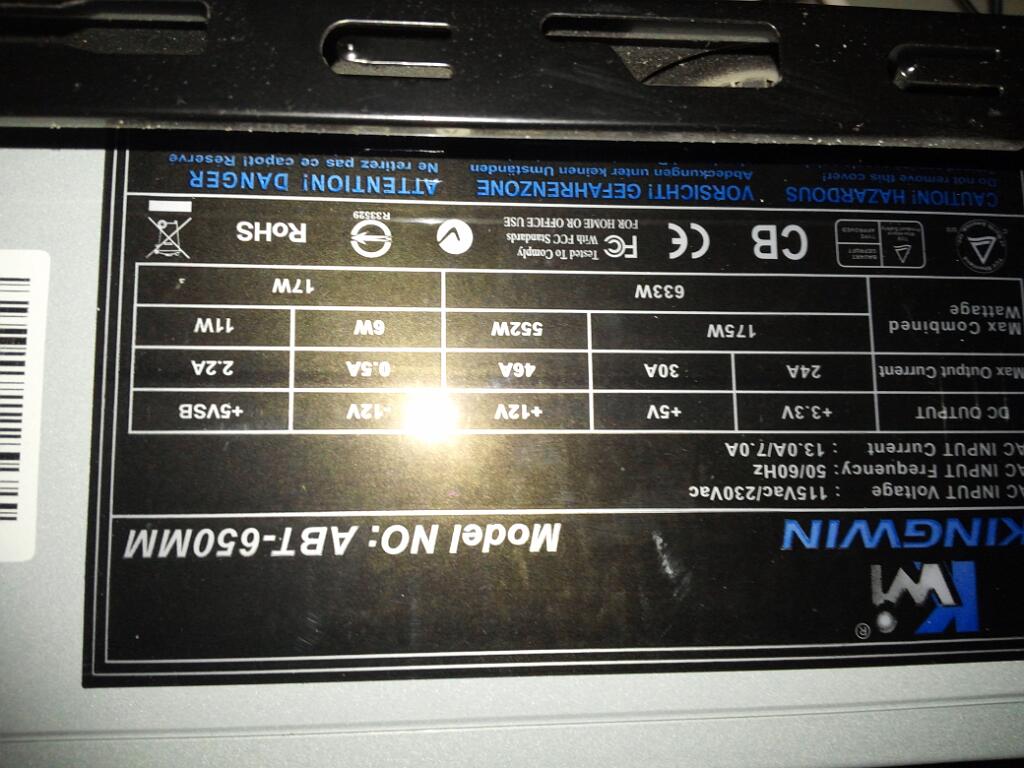 Kwi ®
KINGWIN
Model NO: ABT-650MM
AC INPUT Voltage : 115Vac/230Vac
AC INPUT Frequency : 50/60Hz
AC INPUT Current : 13.0A/7.0A
DC OUTPUT +3.3V +5V +12V -12V +5VSB
Max Output Current 24A 30A 46A 0.5A 2.2A
Max Combined Wattage 175W 552W 6W 11W
633W 17W
CB CE FC Tested To Comply
With FCC Standards
FOR HOME OR OFFICE USE
R33529
RoHS
CAUTION! HAZARDOUS
Do not remove this cover!
VORSICHT! GEFAHRENZONE
Abdeckungen unter keinen Umständen
ATTENTION! DANGER
Ne retirez pas ce capot! Réservé